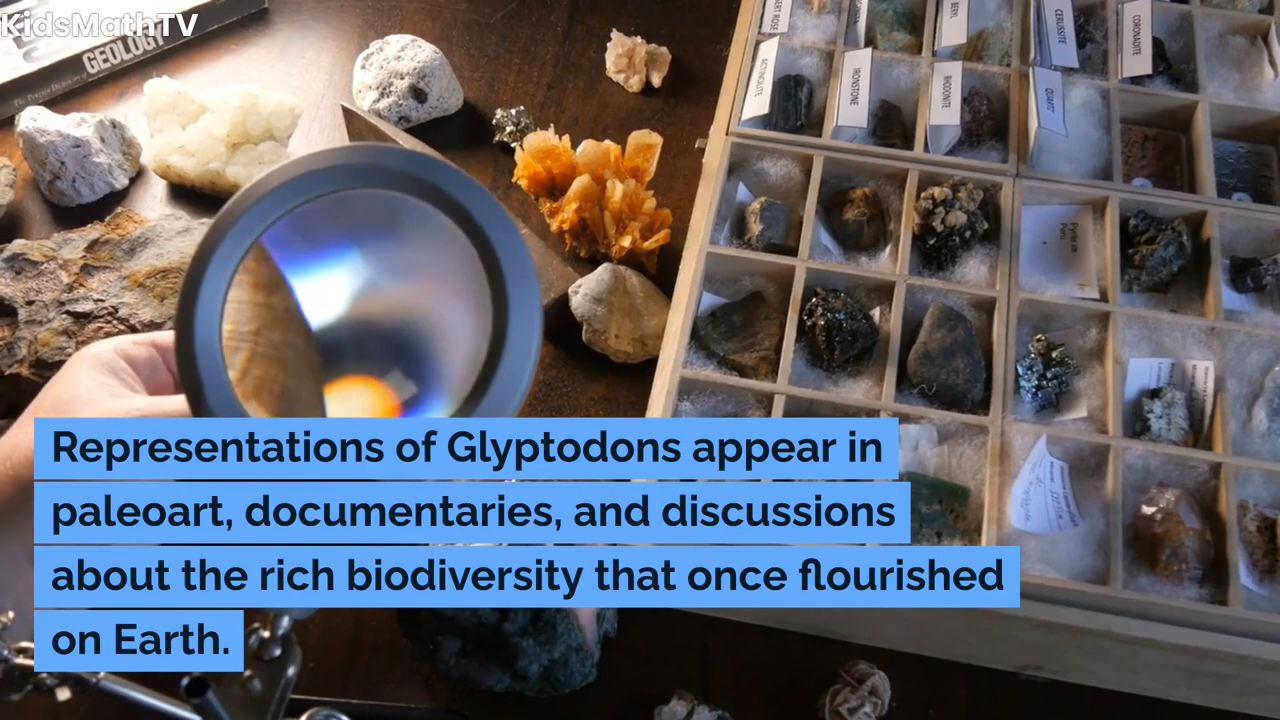 KidsMathTV
GEOLOGY
ACTINOLITE
IRONSTONE
BERYL
RHODONITE
CERUSSITE
QUARTZ
CORONADITE
Representations of Glyptodons appear in
paleoart, documentaries, and discussions
about the rich biodiversity that once flourished
on Earth.